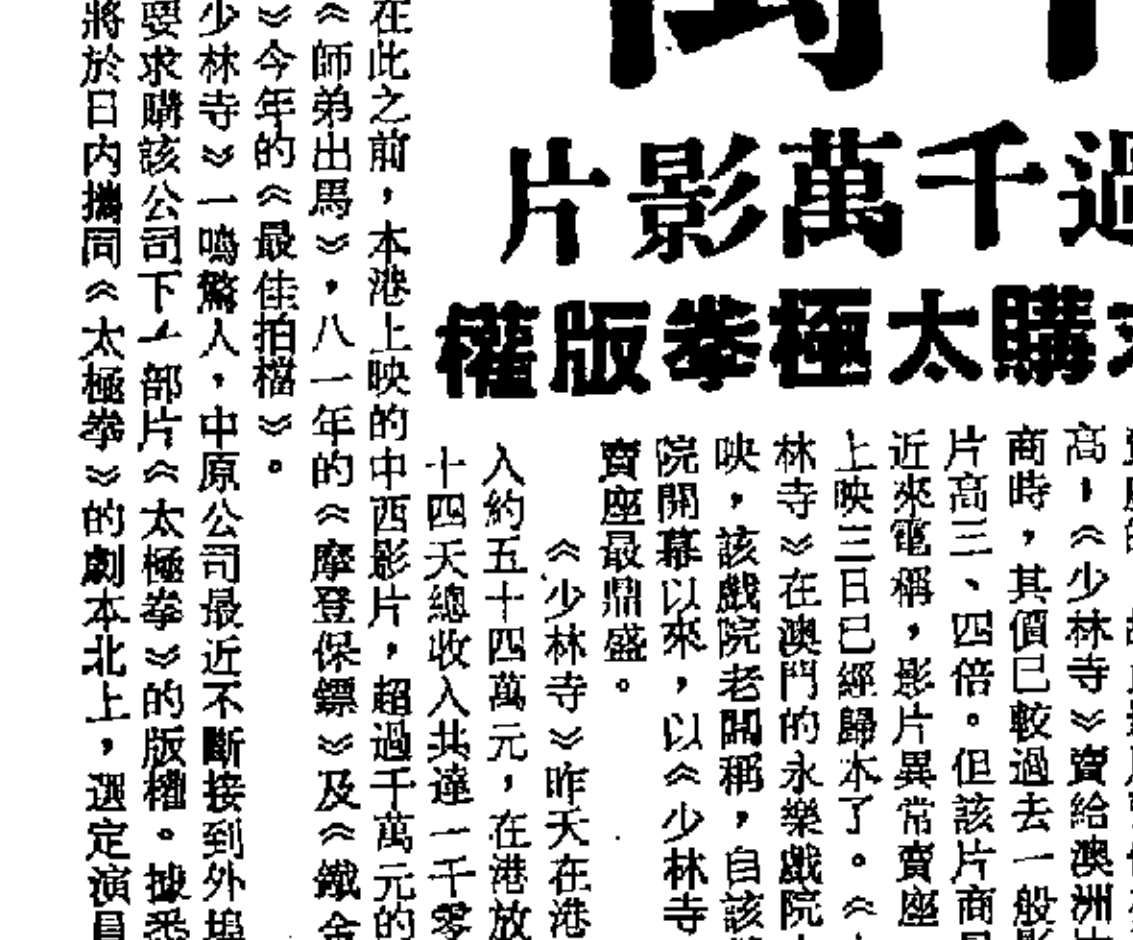 過千萬影片
購太極拳版權
高，《少林寺》賣給澳洲
商時，其價已較過去一般
片高三、四倍。但該片商
近來電稱，影片異常賣座
上映三日已經歸本了。《
林寺》在澳門的永樂戲院
映，該戲院老闆稱，自該
院開幕以來，以《少林寺
賣座最鼎盛。
《少林寺》昨天在港
入約五十四萬元，在港放
十四天總收入共達一千零
在此之前，本港上映的中西影片，超過千萬元的
《師弟出馬》，八一年的《摩登保鏢》及《鐵金
》今年的《最佳拍檔》。
少林寺》一鳴驚人，中原公司最近不斷接到外埠
要求購該公司下一部片《太極拳》的版權。據悉
將於日內攜同《太極拳》的劇本北上，選定演員